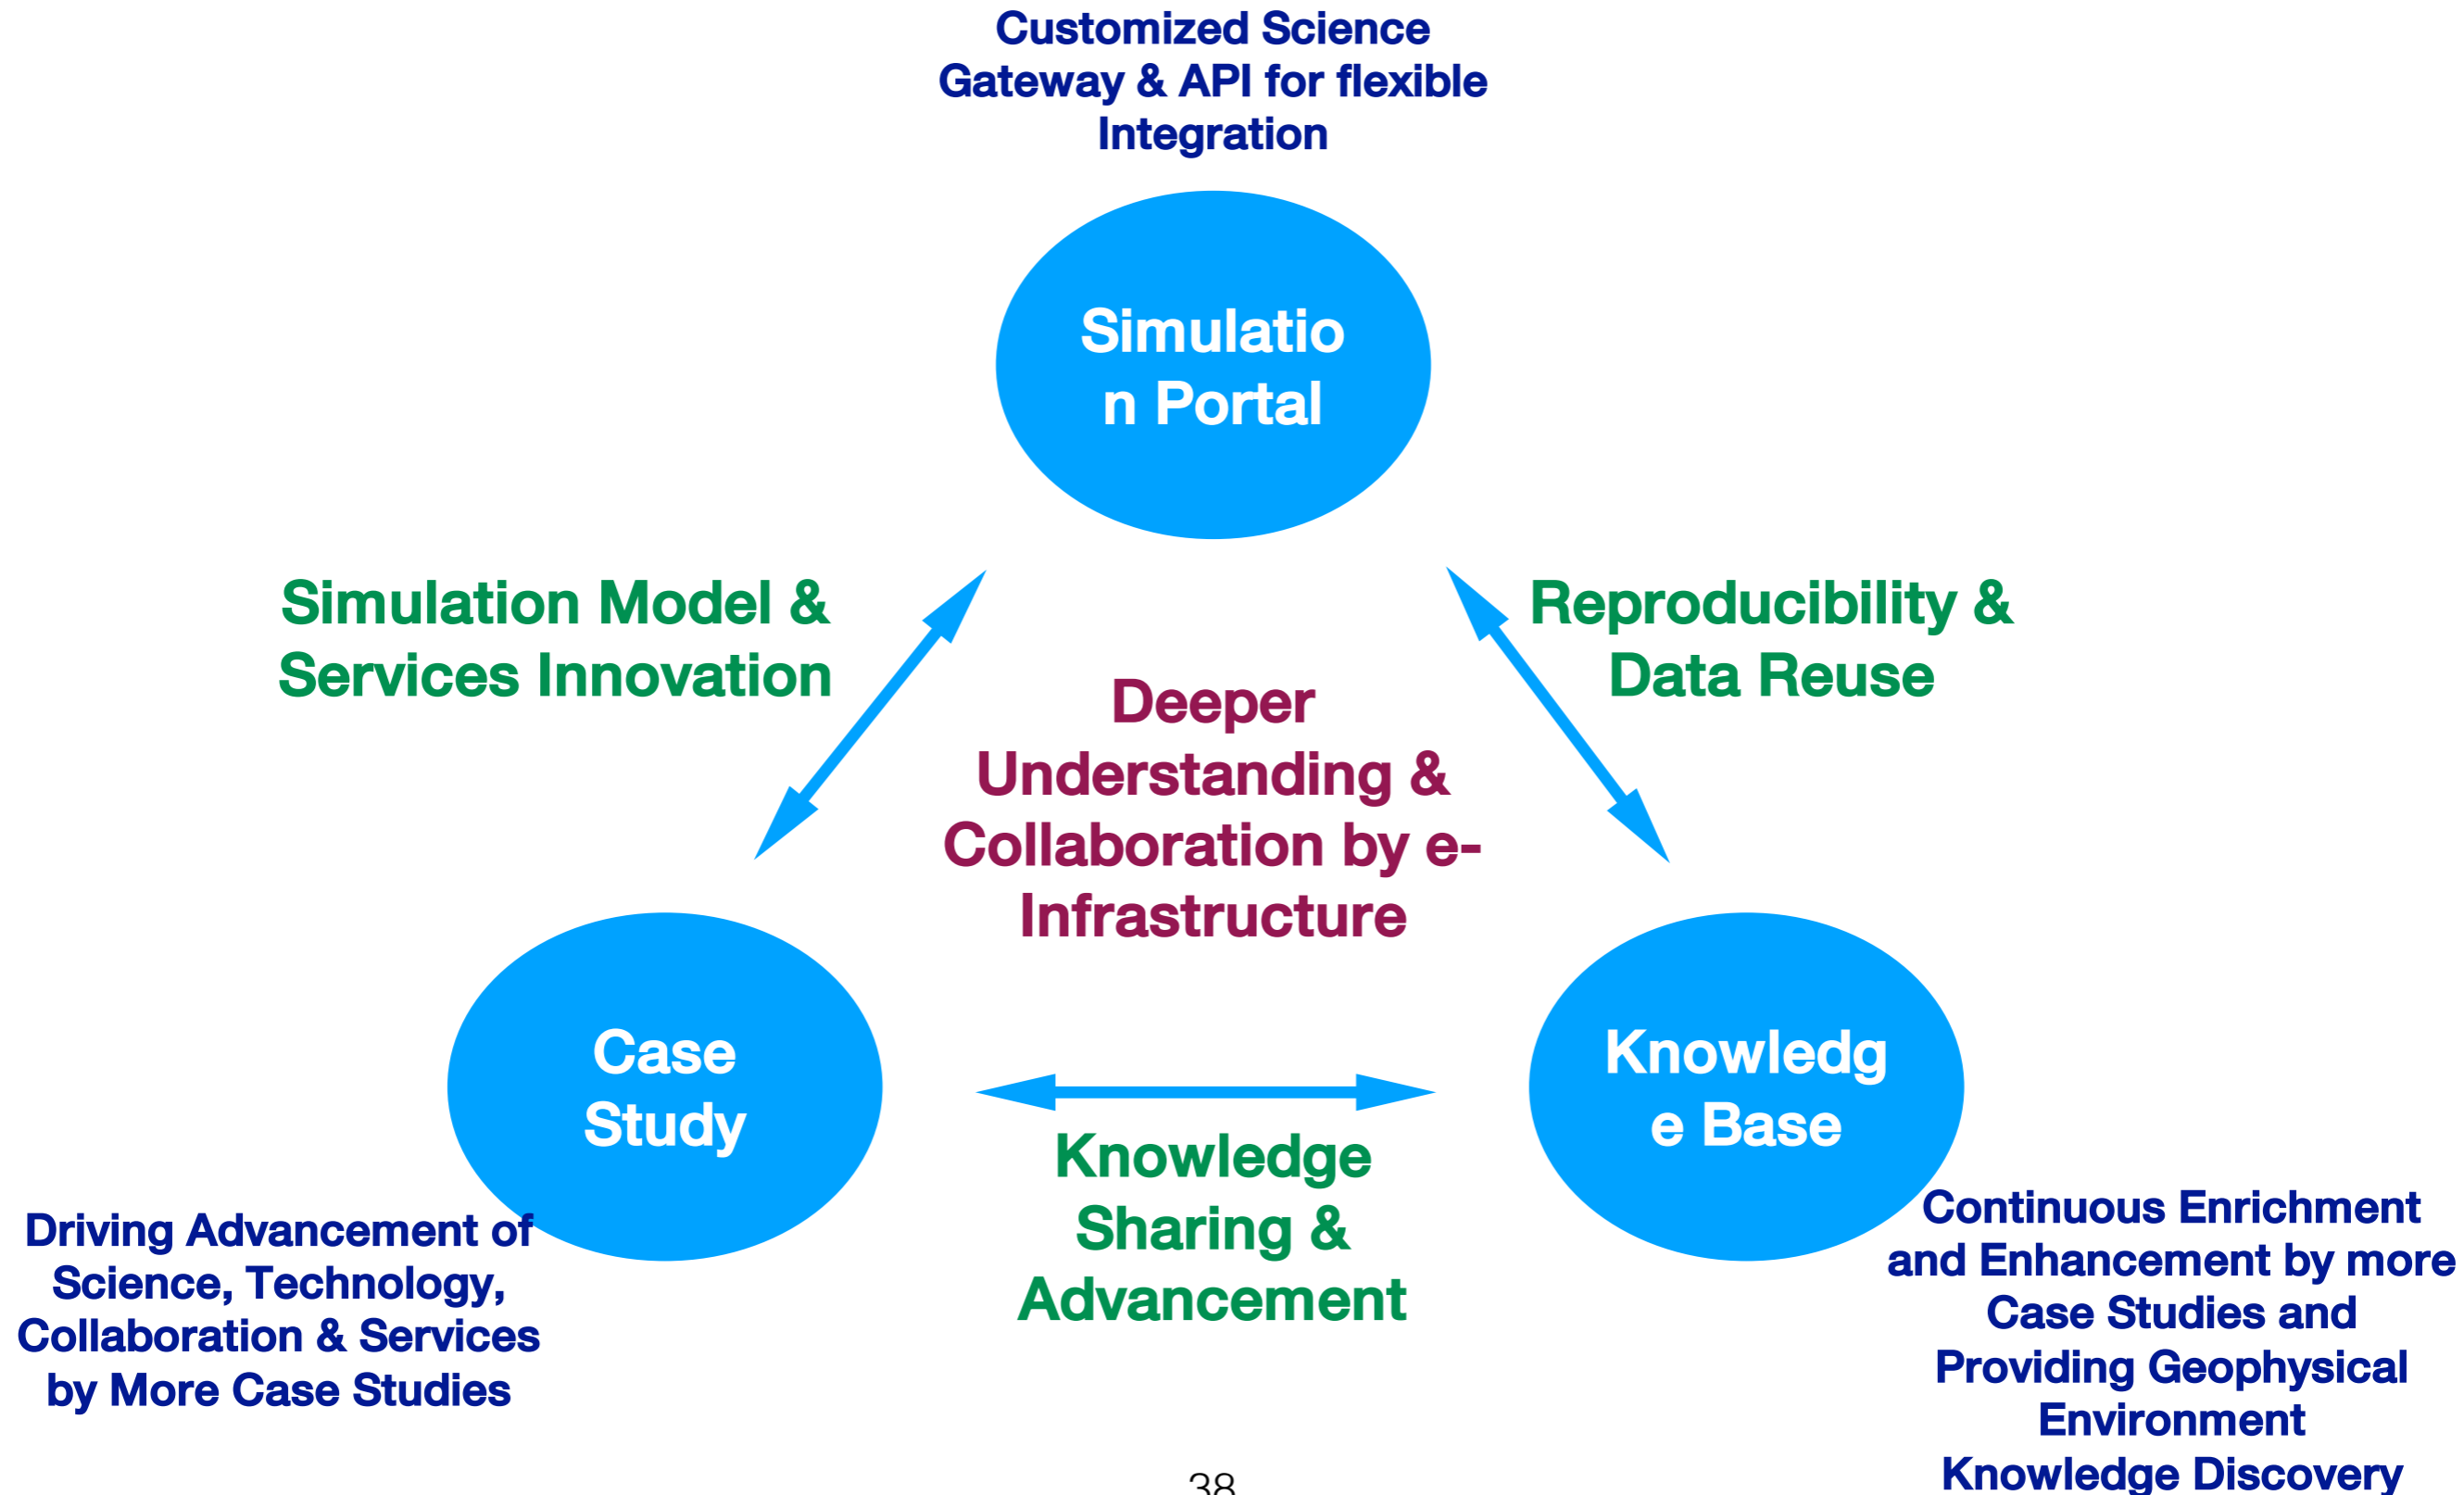 Customized Science
Gateway & API for flexible
Integration
Simulatio
n Portal
Simulation Model &
Services Innovation
Reproducibility &
Data Reuse
Deeper
Understanding &
Collaboration by e-
Infrastructure
Case
Study
Knowledg
e Base
Knowledge
Sharing &
Advancement
Driving Advancement of
Science, Technology,
Collaboration & Services
by More Case Studies
Continuous Enrichment
and Enhancement by more
Case Studies and
Providing Geophysical
Environment
Knowledge Discovery
38